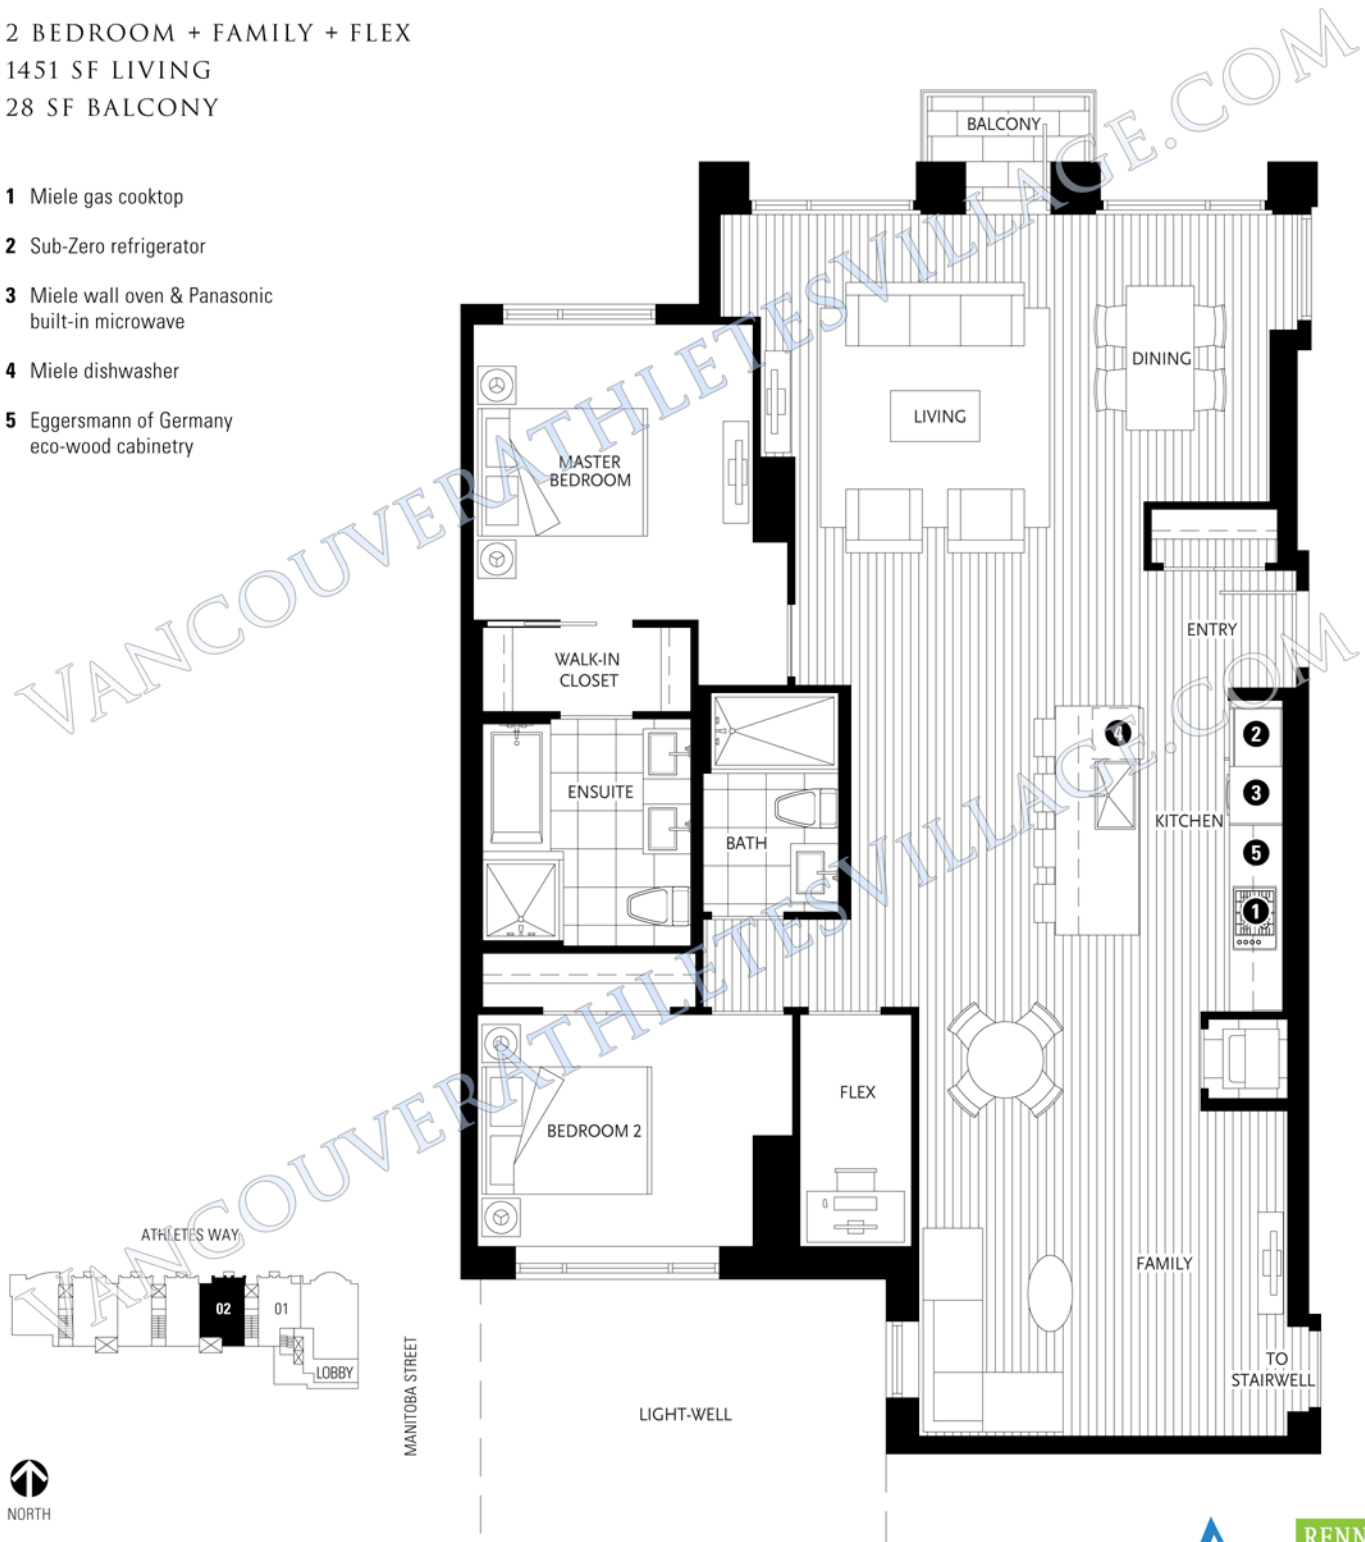 2 BEDROOM + FAMILY + FLEX
1451 SF LIVING
28 SF BALCONY
1 Miele gas cooktop
2 Sub-Zero refrigerator
3 Miele wall oven & Panasonic
built-in microwave
4 Miele dishwasher
5 Eggersmann of Germany
eco-wood cabinetry
BALCONY
DINING
LIVING
MASTER
BEDROOM
ENTRY
WALK-IN
CLOSET
4
2
ENSUITE
3
KITCHEN
BATH
5
1
FLEX
BEDROOM 2
FAMILY
TO
STAIRWELL
LIGHT-WELL
ATHLETES WAY
02
01
LOBBY
MANITOBA STREET
NORTH
VANCOUVERATHLETESVILLAGE.COM
VANCOUVERATHLETESVILLAGE.COM